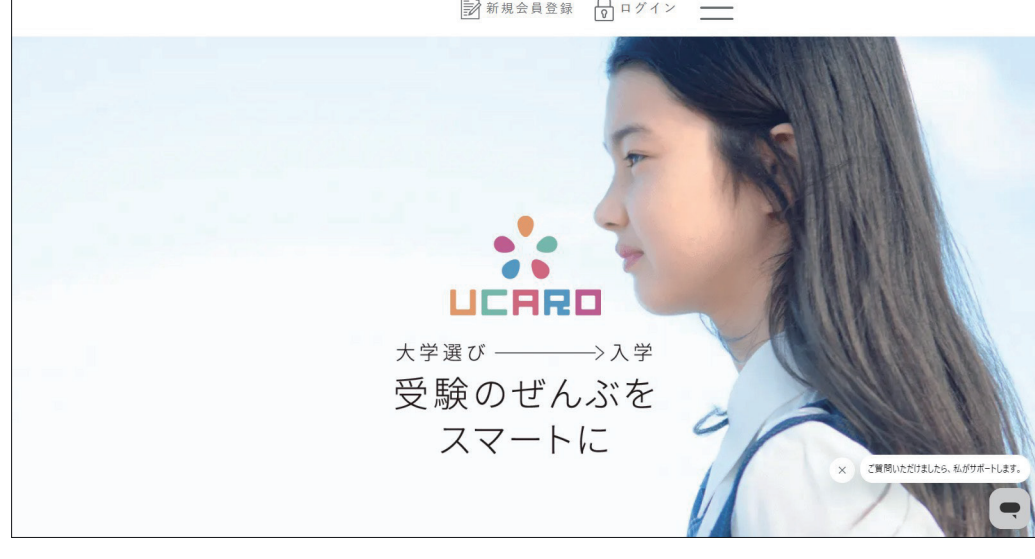 新規会員登録 ログイン
UCARO
大学選び → 入学
受験のぜんぶを
スマートに
× ご質問いただけましたら、私がサポートします。